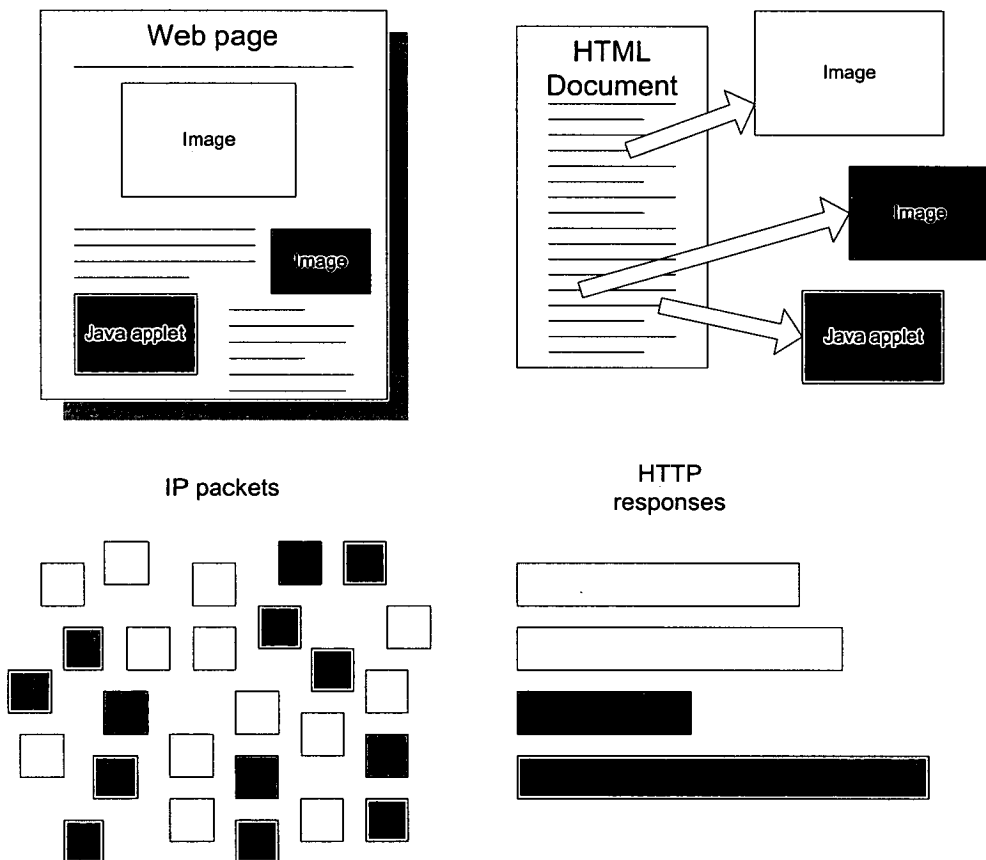 Web page
Image
Image
Java applet
HTML
Document
Image
Image
Java applet
IP packets
HTTP
responses